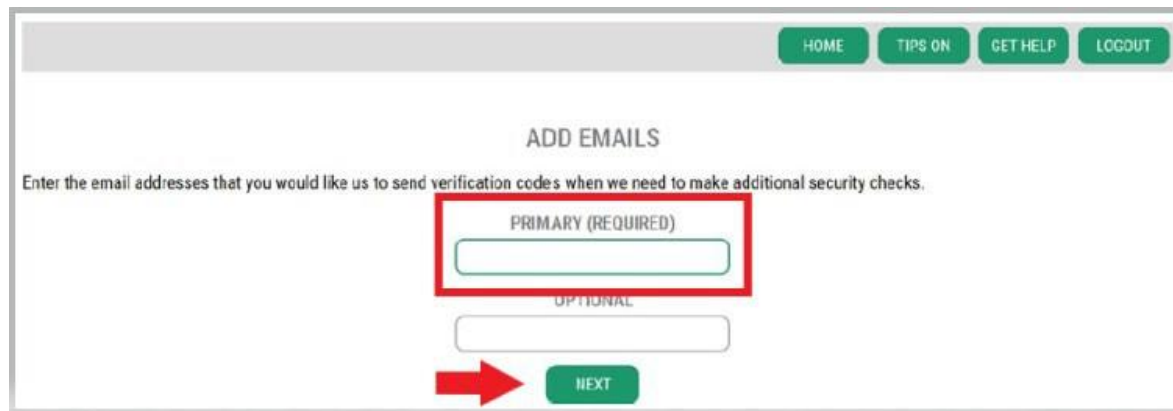 HOME TIPS ON GET HELP LOGOUT
ADD EMAILS
Enter the email addresses that you would like us to send verification codes when we need to make additional security checks.
PRIMARY (REQUIRED)
OPTIONAL
NEXT